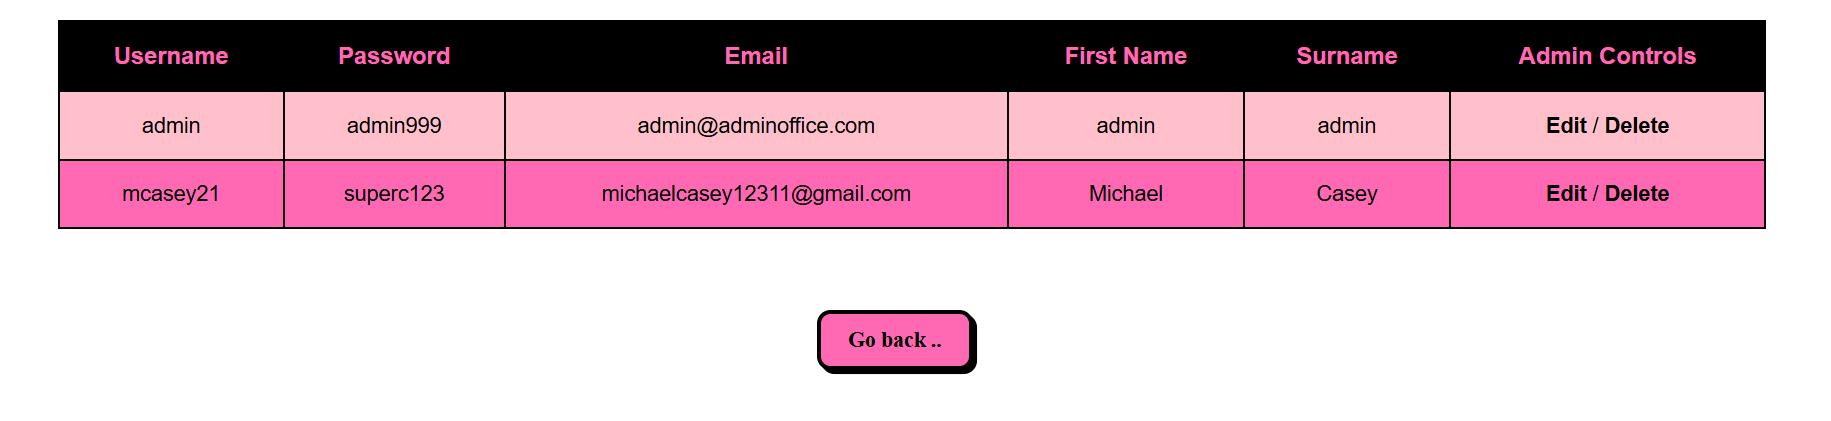 Username Password Email First Name Surname Admin Controls
admin admin999 admin@adminoffice.com admin admin Edit / Delete
mcasey21 superc123 michaelcasey12311@gmail.com Michael Casey Edit / Delete
Go back ..